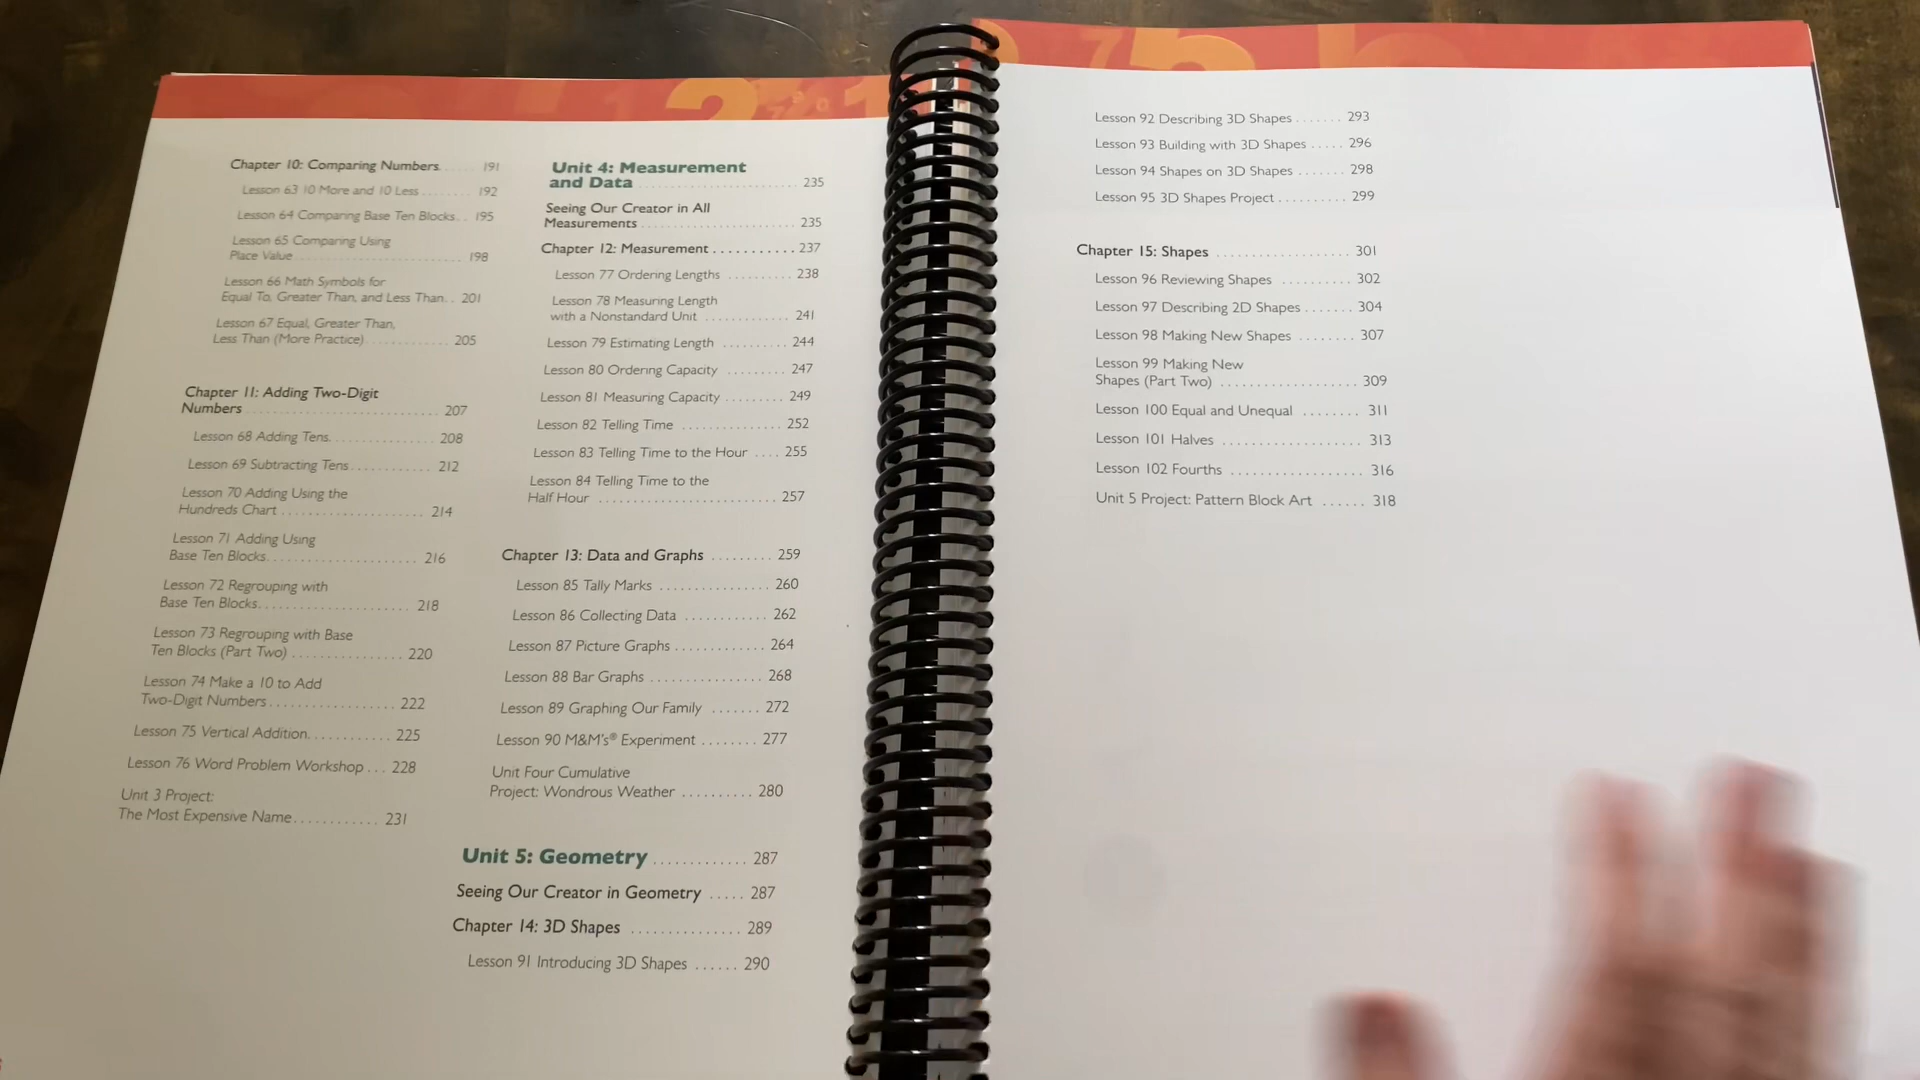 Chapter 10: Comparing Numbers ..... 191
Lesson 63 10 More and 10 Less ........ 192
Lesson 64 Comparing Base Ten Blocks .. 195
Lesson 65 Comparing Using
Place Value ........................ 198
Lesson 66 Math Symbols for
Equal To, Greater Than, and Less Than .. 201
Lesson 67 Equal, Greater Than,
Less Than (More Practice) ............ 205
Chapter 11: Adding Two-Digit
Numbers ............................ 207
Lesson 68 Adding Tens ................ 208
Lesson 69 Subtracting Tens ........... 212
Lesson 70 Adding Using the
Hundreds Chart ..................... 214
Lesson 71 Adding Using
Base Ten Blocks ..................... 216
Lesson 72 Regrouping with
Base Ten Blocks ..................... 218
Lesson 73 Regrouping with Base
Ten Blocks (Part Two) ................ 220
Lesson 74 Make a 10 to Add
Two-Digit Numbers .................. 222
Lesson 75 Vertical Addition ............ 225
Lesson 76 Word Problem Workshop ... 228
Unit 3 Project:
The Most Expensive Name ............ 231
Unit 4: Measurement
and Data ........................... 235
Seeing Our Creator in All
Measurements ...................... 235
Chapter 12: Measurement .......... 237
Lesson 77 Ordering Lengths ......... 238
Lesson 78 Measuring Length
with a Nonstandard Unit ............ 241
Lesson 79 Estimating Length .......... 244
Lesson 80 Ordering Capacity ........ 247
Lesson 81 Measuring Capacity ......... 249
Lesson 82 Telling Time ............... 252
Lesson 83 Telling Time to the Hour .... 255
Lesson 84 Telling Time to the
Half Hour .......................... 257
Chapter 13: Data and Graphs ......... 259
Lesson 85 Tally Marks ................ 260
Lesson 86 Collecting Data ............ 262
Lesson 87 Picture Graphs ............. 264
Lesson 88 Bar Graphs ................ 268
Lesson 89 Graphing Our Family ....... 272
Lesson 90 M&M's® Experiment ........ 277
Unit Four Cumulative
Project: Wondrous Weather .......... 280
Unit 5: Geometry ............. 287
Seeing Our Creator in Geometry ..... 287
Chapter 14: 3D Shapes ............... 289
Lesson 91 Introducing 3D Shapes ...... 290
Lesson 92 Describing 3D Shapes ....... 293
Lesson 93 Building with 3D Shapes ..... 296
Lesson 94 Shapes on 3D Shapes ....... 298
Lesson 95 3D Shapes Project .......... 299
Chapter 15: Shapes ................... 301
Lesson 96 Reviewing Shapes .......... 302
Lesson 97 Describing 2D Shapes ....... 304
Lesson 98 Making New Shapes ........ 307
Lesson 99 Making New
Shapes (Part Two) ................... 309
Lesson 100 Equal and Unequal ........ 311
Lesson 101 Halves ................... 313
Lesson 102 Fourths .................. 316
Unit 5 Project: Pattern Block Art ...... 318